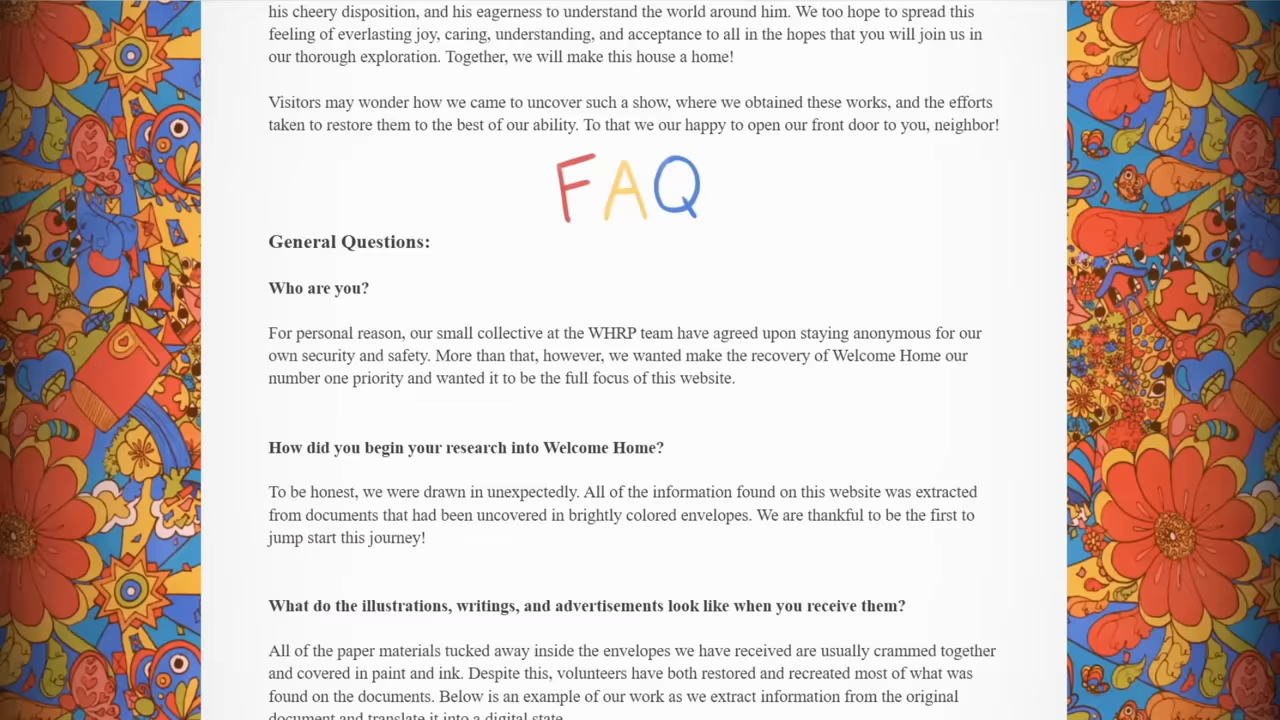 his cheery disposition, and his eagerness to understand the world around him. We too hope to spread this
feeling of everlasting joy, caring, understanding, and acceptance to all in the hopes that you will join us in
our thorough exploration. Together, we will make this house a home!
Visitors may wonder how we came to uncover such a show, where we obtained these works, and the efforts
taken to restore them to the best of our ability. To that we our happy to open our front door to you, neighbor!
FAQ
General Questions:
Who are you?
For personal reason, our small collective at the WHRP team have agreed upon staying anonymous for our
own security and safety. More than that, however, we wanted make the recovery of Welcome Home our
number one priority and wanted it to be the full focus of this website.
How did you begin your research into Welcome Home?
To be honest, we were drawn in unexpectedly. All of the information found on this website was extracted
from documents that had been uncovered in brightly colored envelopes. We are thankful to be the first to
jump start this journey!
What do the illustrations, writings, and advertisements look like when you receive them?
All of the paper materials tucked away inside the envelopes we have received are usually crammed together
and covered in paint and ink. Despite this, volunteers have both restored and recreated most of what was
found on the documents. Below is an example of our work as we extract information from the original
document and translate it into a digital state.